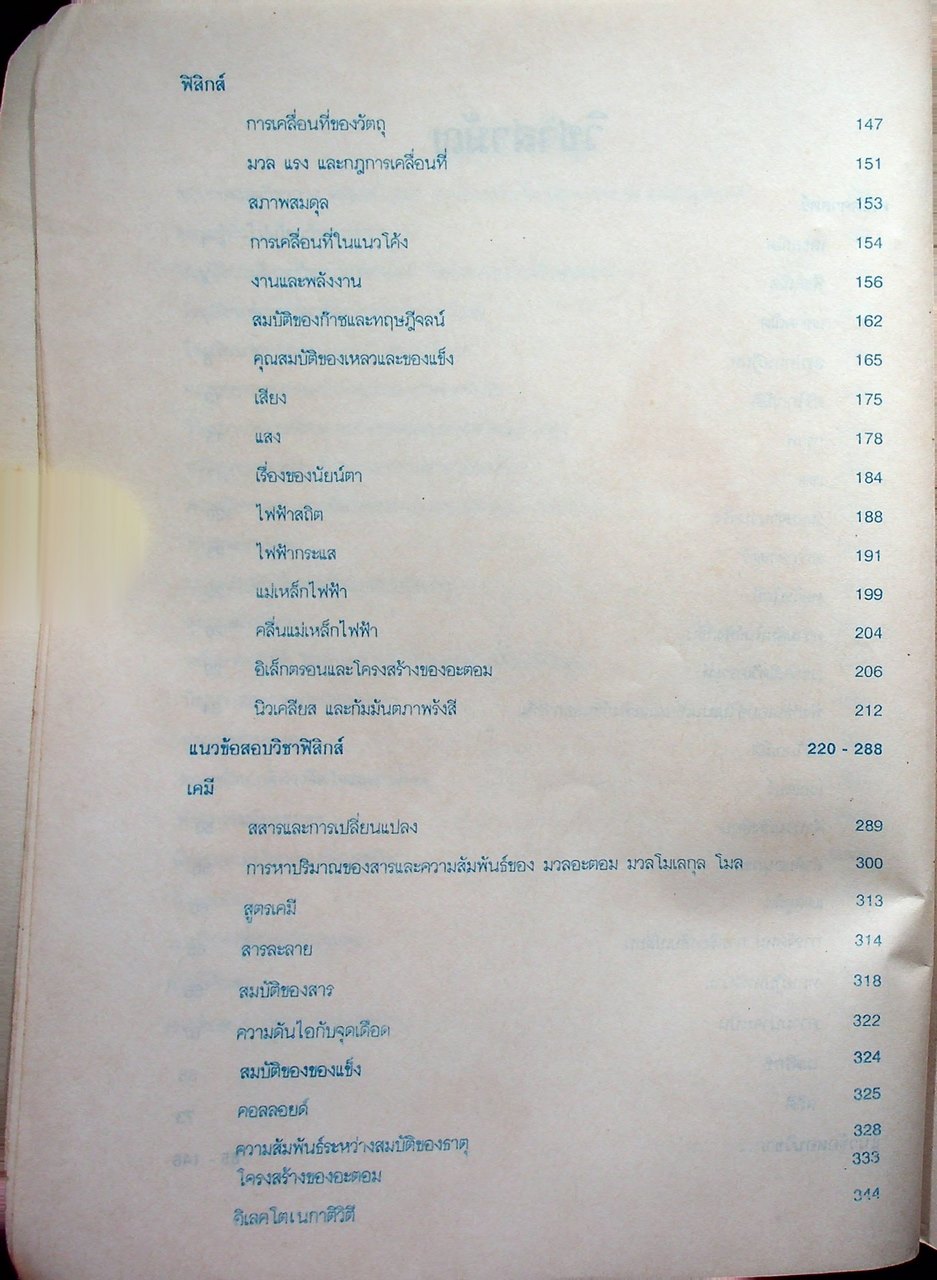 ฟิสิกส์
การเคลื่อนที่ของวัตถุ 147
มวล แรง และกฎการเคลื่อนที่ 151
สภาพสมดุล 153
การเคลื่อนที่ในแนวโค้ง 154
งานและพลังงาน 156
สมบัติของก๊าซและทฤษฎีจลน์ 162
คุณสมบัติของเหลวและของแข็ง 165
เสียง 175
แสง 178
เรื่องของนัยน์ตา 184
ไฟฟ้าสถิต 188
ไฟฟ้ากระแส 191
แม่เหล็กไฟฟ้า 199
คลื่นแม่เหล็กไฟฟ้า 204
อิเล็กตรอนและโครงสร้างของอะตอม 206
นิวเคลียส และกัมมันตภาพรังสี 212
แนวข้อสอบวิชาฟิสิกส์ 220 - 288
เคมี
สสารและการเปลี่ยนแปลง 289
การหาปริมาณของสารและความสัมพันธ์ของ มวลอะตอม มวลโมเลกุล โมล 300
สูตรเคมี 313
สารละลาย 314
สมบัติของสาร 318
ความดันไอกับจุดเดือด 322
สมบัติของของแข็ง 324
คอลลอยด์ 325
ความสัมพันธ์ระหว่างสมบัติของธาตุ 328
โครงสร้างของอะตอม 333
อิเลคโตเนกาติวิตี 344